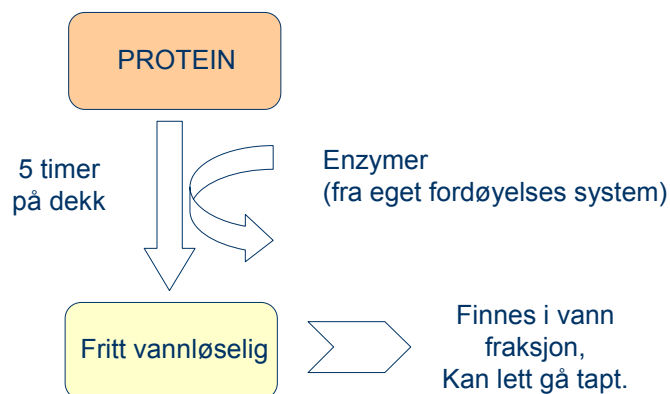 PROTEIN
5 timer
på dekk
Enzymer
(fra eget fordøyelses system)
Fritt vannløselig
Finnes i vann
fraksjon,
Kan lett gå tapt.